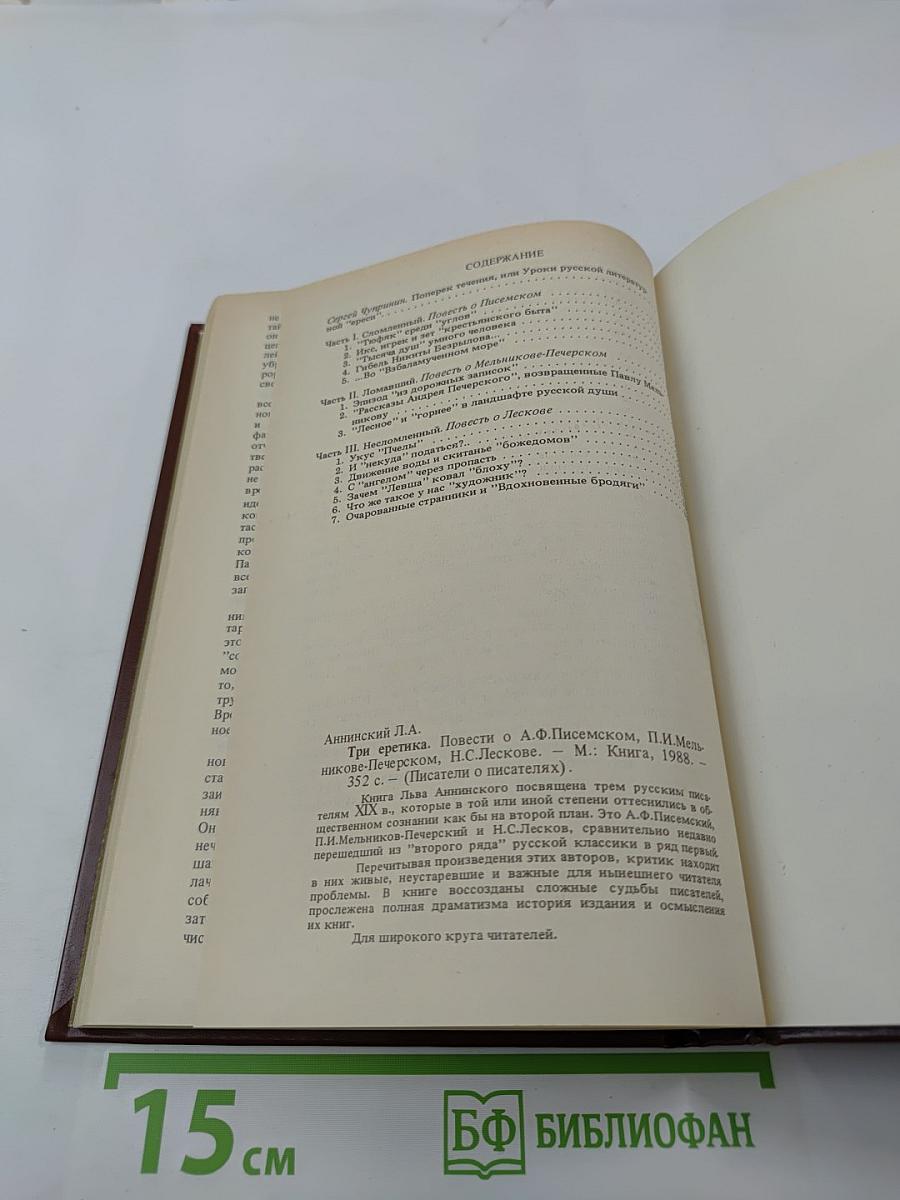 СОДЕРЖАНИЕ
Сергей Чупринин. Поперек течения, или Уроки русской
ной "ереси"
Часть I. Сломленный. Повесть о Писемском
1. "Тюфяк" среди "углов"
2. Икс, игрек и зет "крестьянского быта"
3. "Тысяча душ" умного человека
4. Гибель Никиты Безрылова...
5. ...Во "Взбаламученном море"
Часть II. Ломавший. Повесть о Мельникове-Печерском
1. Эпизод "из дорожных записок"
2. "Рассказы Андрея Печерского", возвращенные Павлу
никову
3. "Лесное" и "горнее" в ландшафте русской души
Часть III. Несломленный. Повесть о Лескове
1. Укус "Пчелы"
2. И "некуда" податься?..
3. Движение воды и скитанье "божедомов"
4. С "ангелом" через пропасть
5. Зачем "Левша" ковал "блоху"?
6. Что же такое у нас "художник"?
7. Очарованные странники и "Вдохновенные бродяги"
Аннинский Л.А.
Три еретика. Повести о А.Ф.Писемском, П.И.Мель-
никове-Печерском, Н.С.Лескове. — М.: Книга, 1988. —
352 с. — (Писатели о писателях).
Книга Льва Аннинского посвящена трем русским писа-
телям XIX в., которые в той или иной степени оттеснились в об-
щественном сознании как бы на второй план. Это А.Ф.Писемский,
П.И.Мельников-Печерский и Н.С.Лесков, сравнительно недавно
перешедший из "второго ряда" русской классики в ряд первый.
Перечитывая произведения этих авторов, критик находит
в них живые, неустаревшие и важные для нынешнего читателя
проблемы. В книге воссозданы сложные судьбы писателей,
прослежена полная драматизма история издания и осмысления
их книг.
Для широкого круга читателей.
15 см
БФ БИБЛИОФАН